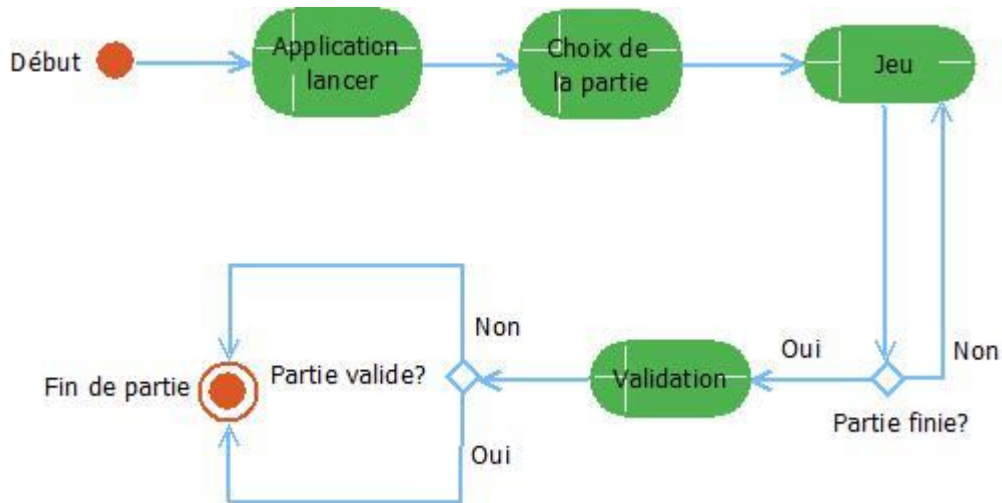 Début
Application
lancer
Choix de
la partie
Jeu
Non
Oui
Partie finie?
Validation
Non
Partie valide?
Oui
Fin de partie